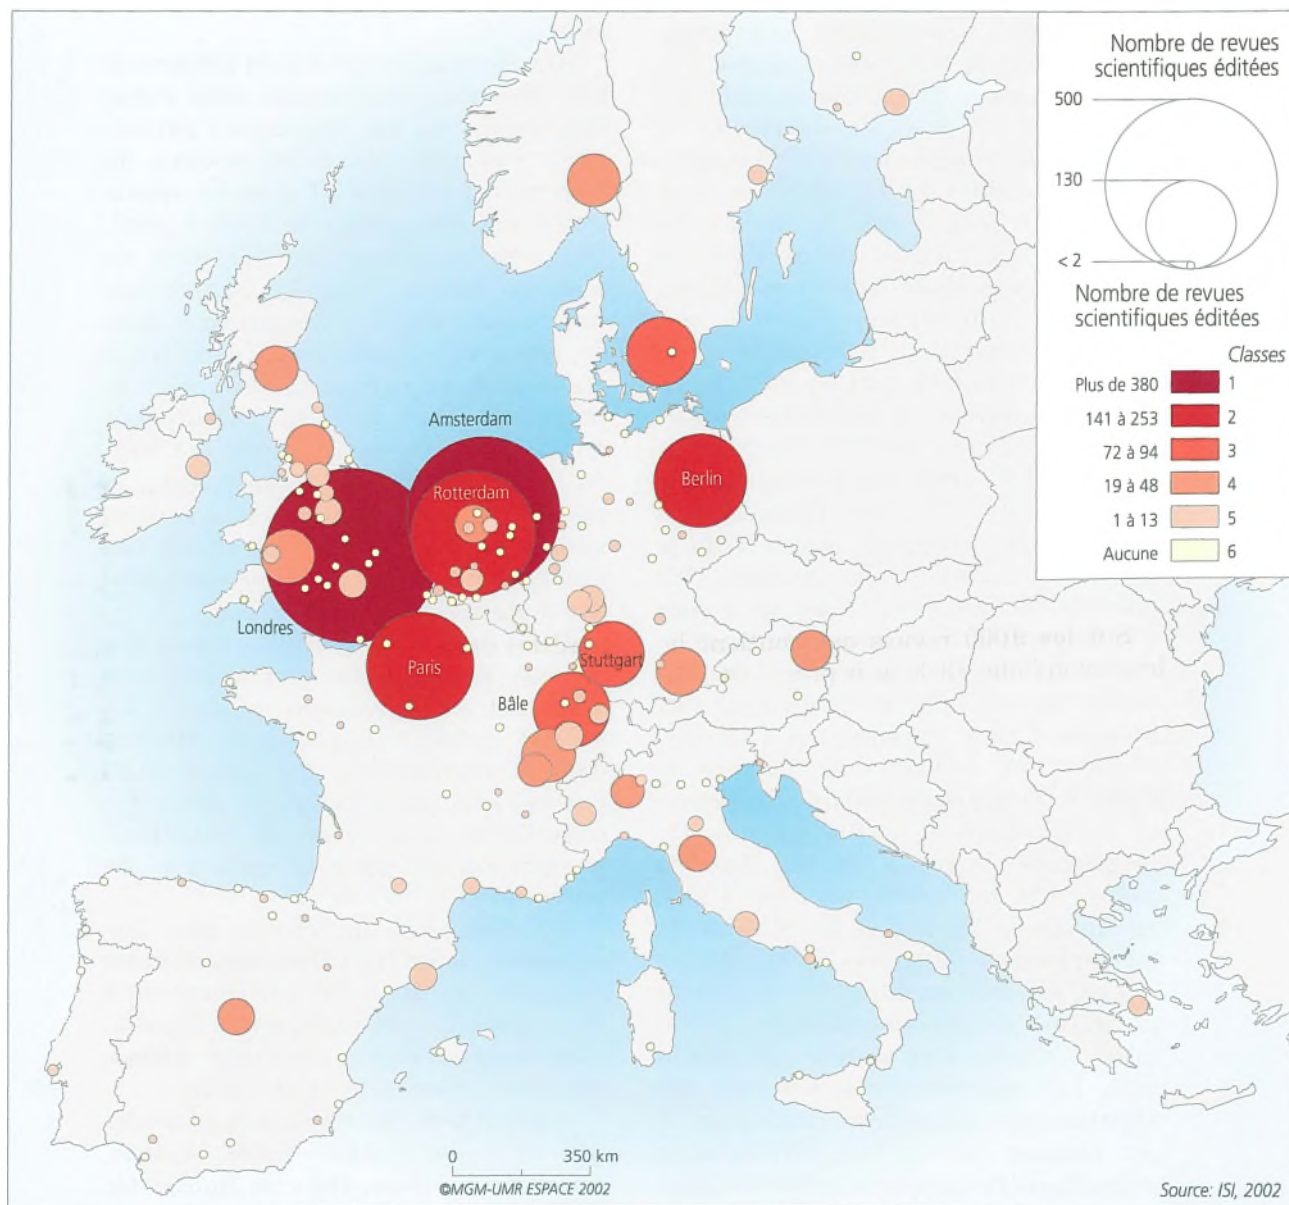 Nombre de revues
scientifiques éditées
500
130
< 2
Nombre de revues
scientifiques éditées
Classes
Plus de 380 1
141 à 253 2
72 à 94 3
19 à 48 4
1 à 13 5
Aucune 6
Amsterdam
Rotterdam
Berlin
Londres
Paris
Stuttgart
Bâle
0 350 km
©MGM-UMR ESPACE 2002
Source: ISI, 2002